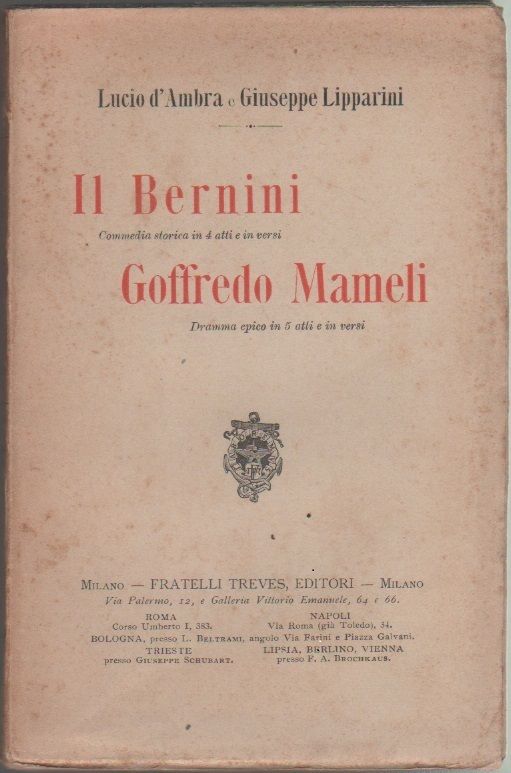 Lucio d'Ambra e Giuseppe Lipparini
Il Bernini
Commedia storica in 4 atti e in versi
Goffredo Mameli
Dramma epico in 5 atti e in versi
MILANO — FRATELLI TREVES, EDITORI — MILANO
Via Palermo, 12, e Galleria Vittorio Emanuele, 64 e 66.
ROMA
Corso Umberto I, 383.
NAPOLI
Via Roma (già Toledo), 34.
BOLOGNA, presso L. BELTRAMI, angolo Via Farini e Piazza Galvani.
TRIESTE
presso GIUSEPPE SCHUBART.
LIPSIA, BERLINO, VIENNA
presso F. A. BROCKHAUS.